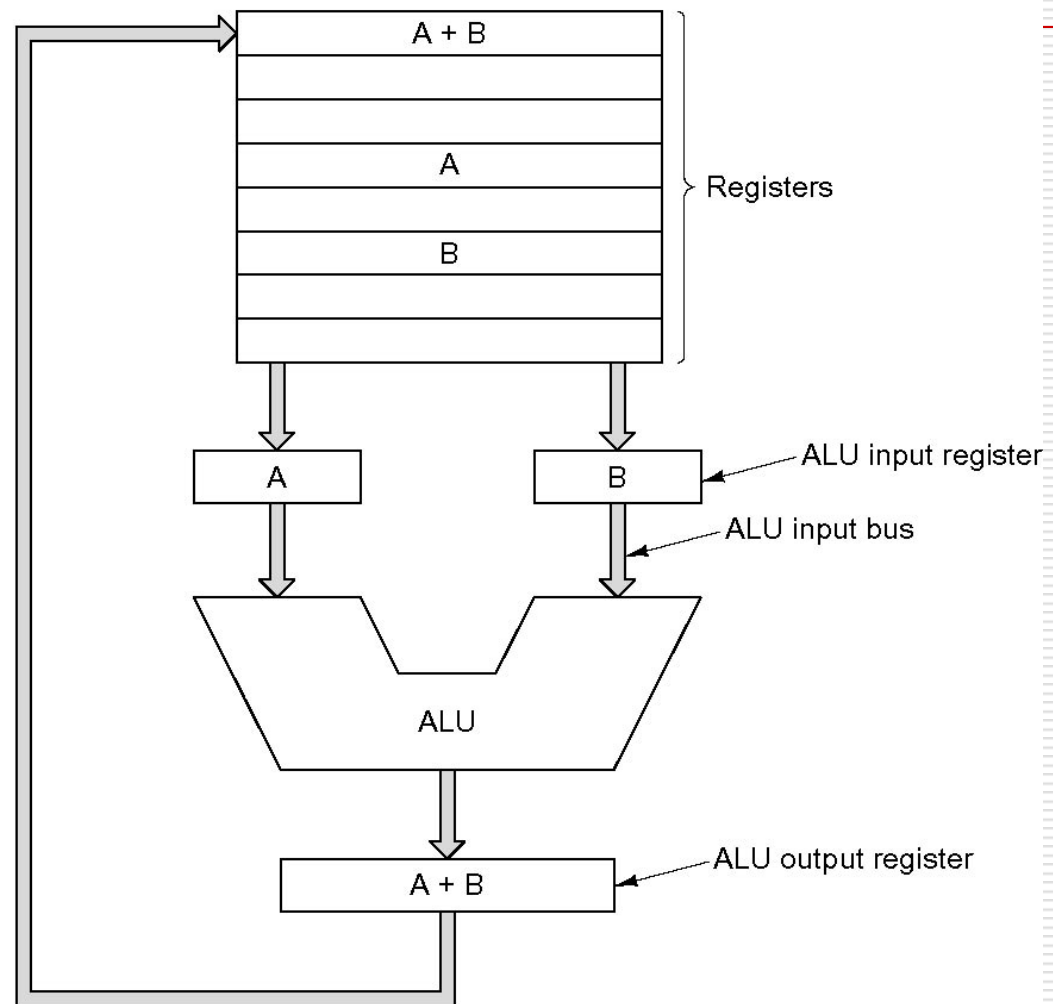 A + B
A
Registers
B
A
B
ALU input register
ALU input bus
ALU
A + B
ALU output register